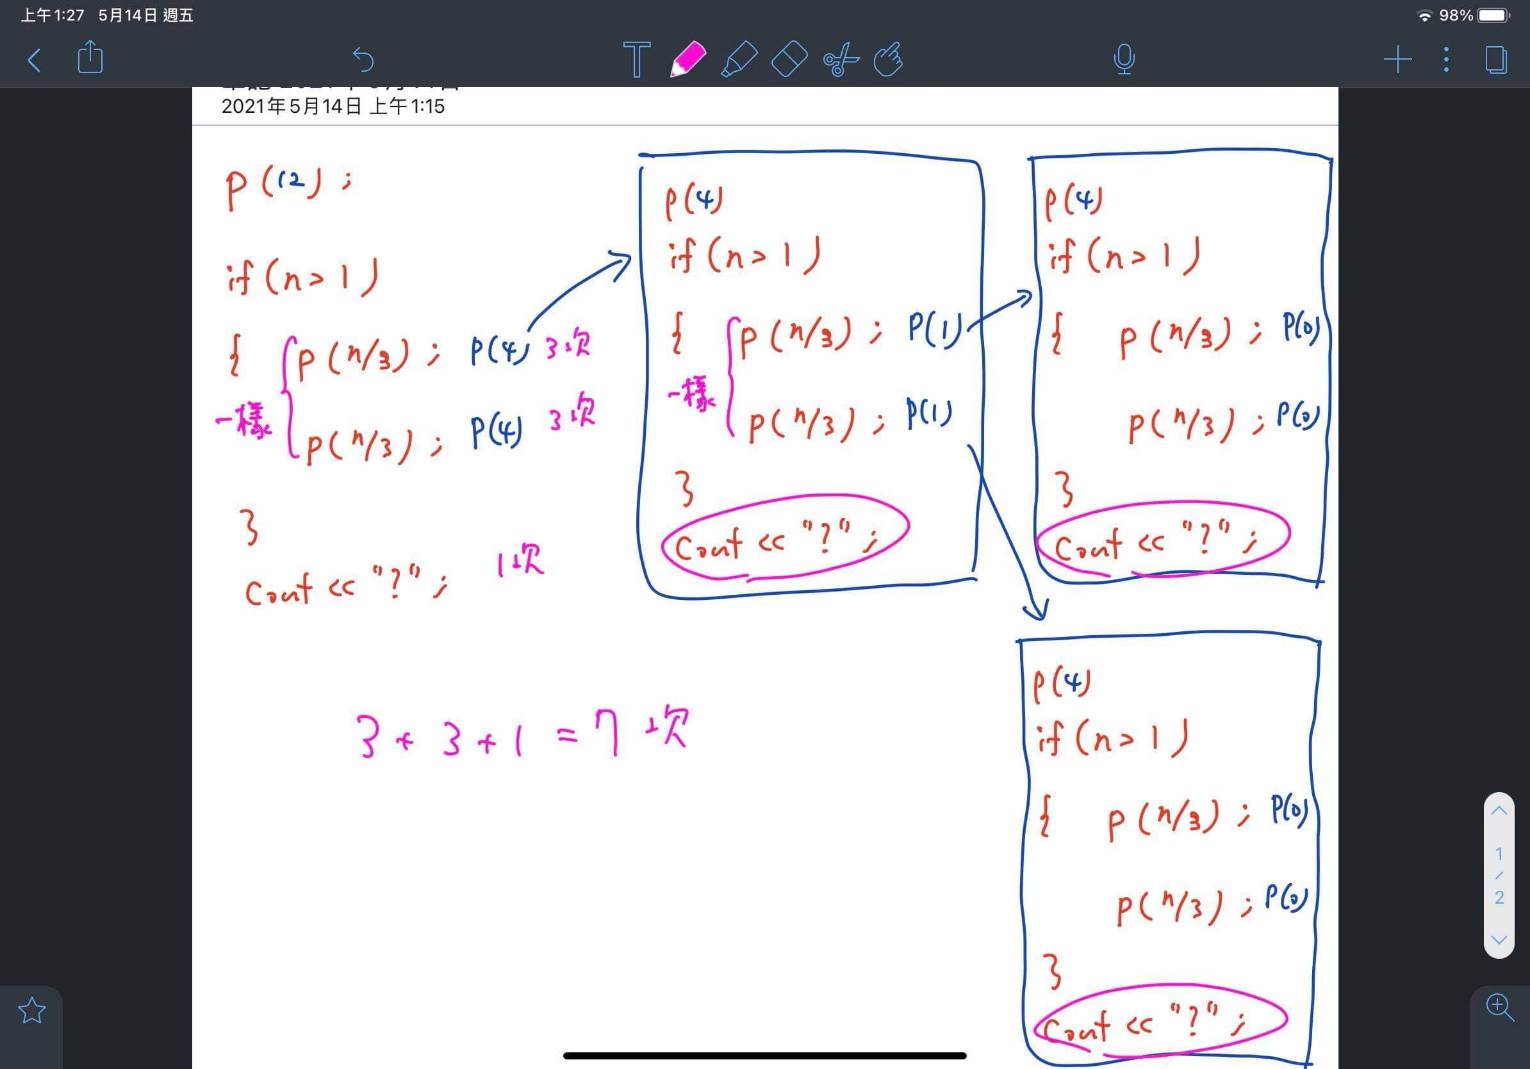 上午1:27 5月14日 週五
98%
2021年5月14日 上午1:15
P(12);
if(n>1)
{ P(n/3); P(4) 3次
一樣
P(n/3); P(4) 3次
}
Cout << "?"; 1次
3+3+1=7次
P(4)
if(n>1)
{ P(n/3); P(1)
一樣
P(n/3); P(1)
}
Cout << "?";
P(4)
if(n>1)
{ P(n/3); P(0)
P(n/3); P(0)
}
Cout << "?";
P(4)
if(n>1)
{ P(n/3); P(0)
P(n/3); P(0)
}
Cout << "?";
1
/
2